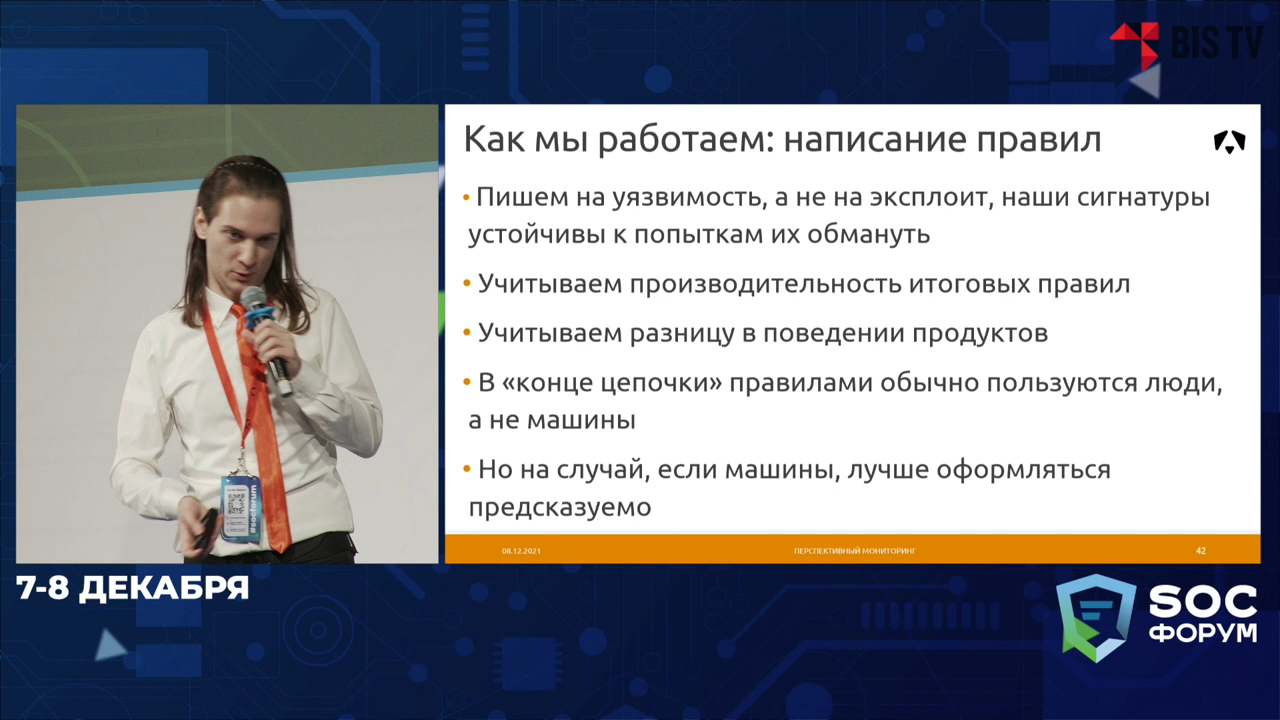 BIS TV
Как мы работаем: написание правил
• Пишем на уязвимость, а не на эксплоит, наши сигнатуры
устойчивы к попыткам их обмануть
• Учитываем производительность итоговых правил
• Учитываем разницу в поведении продуктов
• В «конце цепочки» правилами обычно пользуются люди,
а не машины
• Но на случай, если машины, лучше оформляться
предсказуемо
08.12.2021
ПЕРСПЕКТИВНЫЙ МОНИТОРИНГ
42
#socforum
7-8 ДЕКАБРЯ
SOC
ФОРУМ